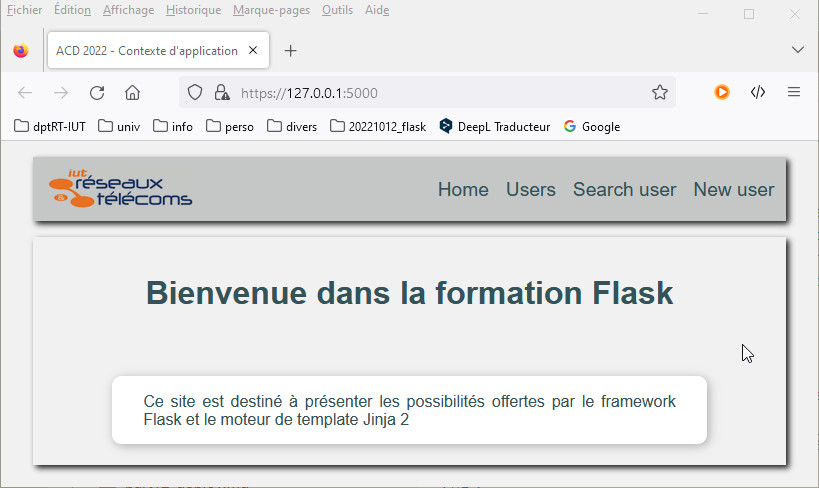 Fichier Édition Affichage Historique Marque-pages Outils Aide
ACD 2022 - Contexte d'application
https://127.0.0.1:5000
dptRT-IUT univ info perso divers 20221012_flask DeepL Traducteur Google
iut
réseaux
&
télécoms
Home Users Search user New user
Bienvenue dans la formation Flask
Ce site est destiné à présenter les possibilités offertes par le framework
Flask et le moteur de template Jinja 2